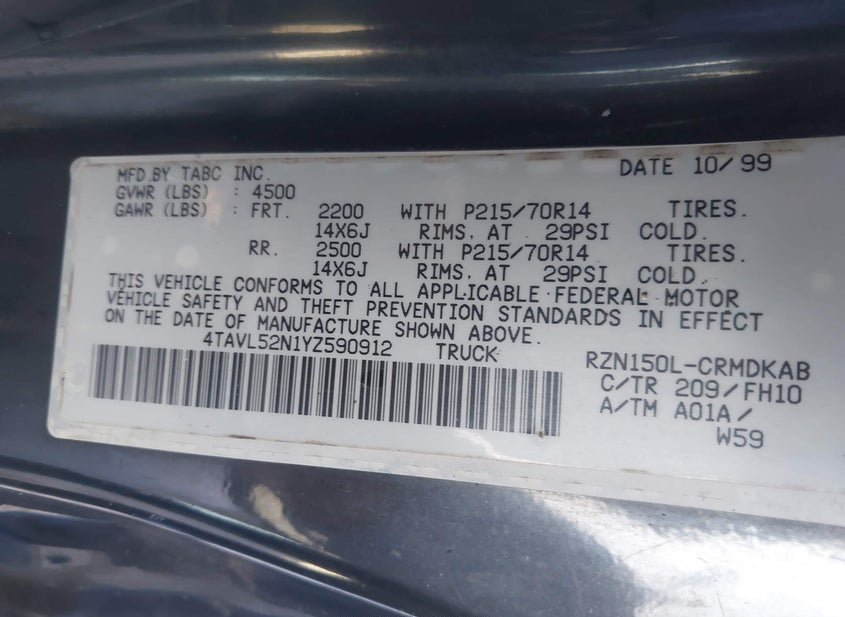 MFD.BY TABC INC. DATE 10/99
GVWR (LBS) : 4500
GAWR (LBS) : FRT. 2200 WITH P215/70R14 TIRES.
14X6J RIMS. AT 29PSI COLD.
RR. 2500 WITH P215/70R14 TIRES.
14X6J RIMS. AT 29PSI COLD.
THIS VEHICLE CONFORMS TO ALL APPLICABLE FEDERAL MOTOR
VEHICLE SAFETY AND THEFT PREVENTION STANDARDS IN EFFECT
ON THE DATE OF MANUFACTURE SHOWN ABOVE.
4TAVL52N1YZ590912 TRUCK
RZN150L-CRMDKAB
C/TR 209/FH10
A/TM A01A/
W59